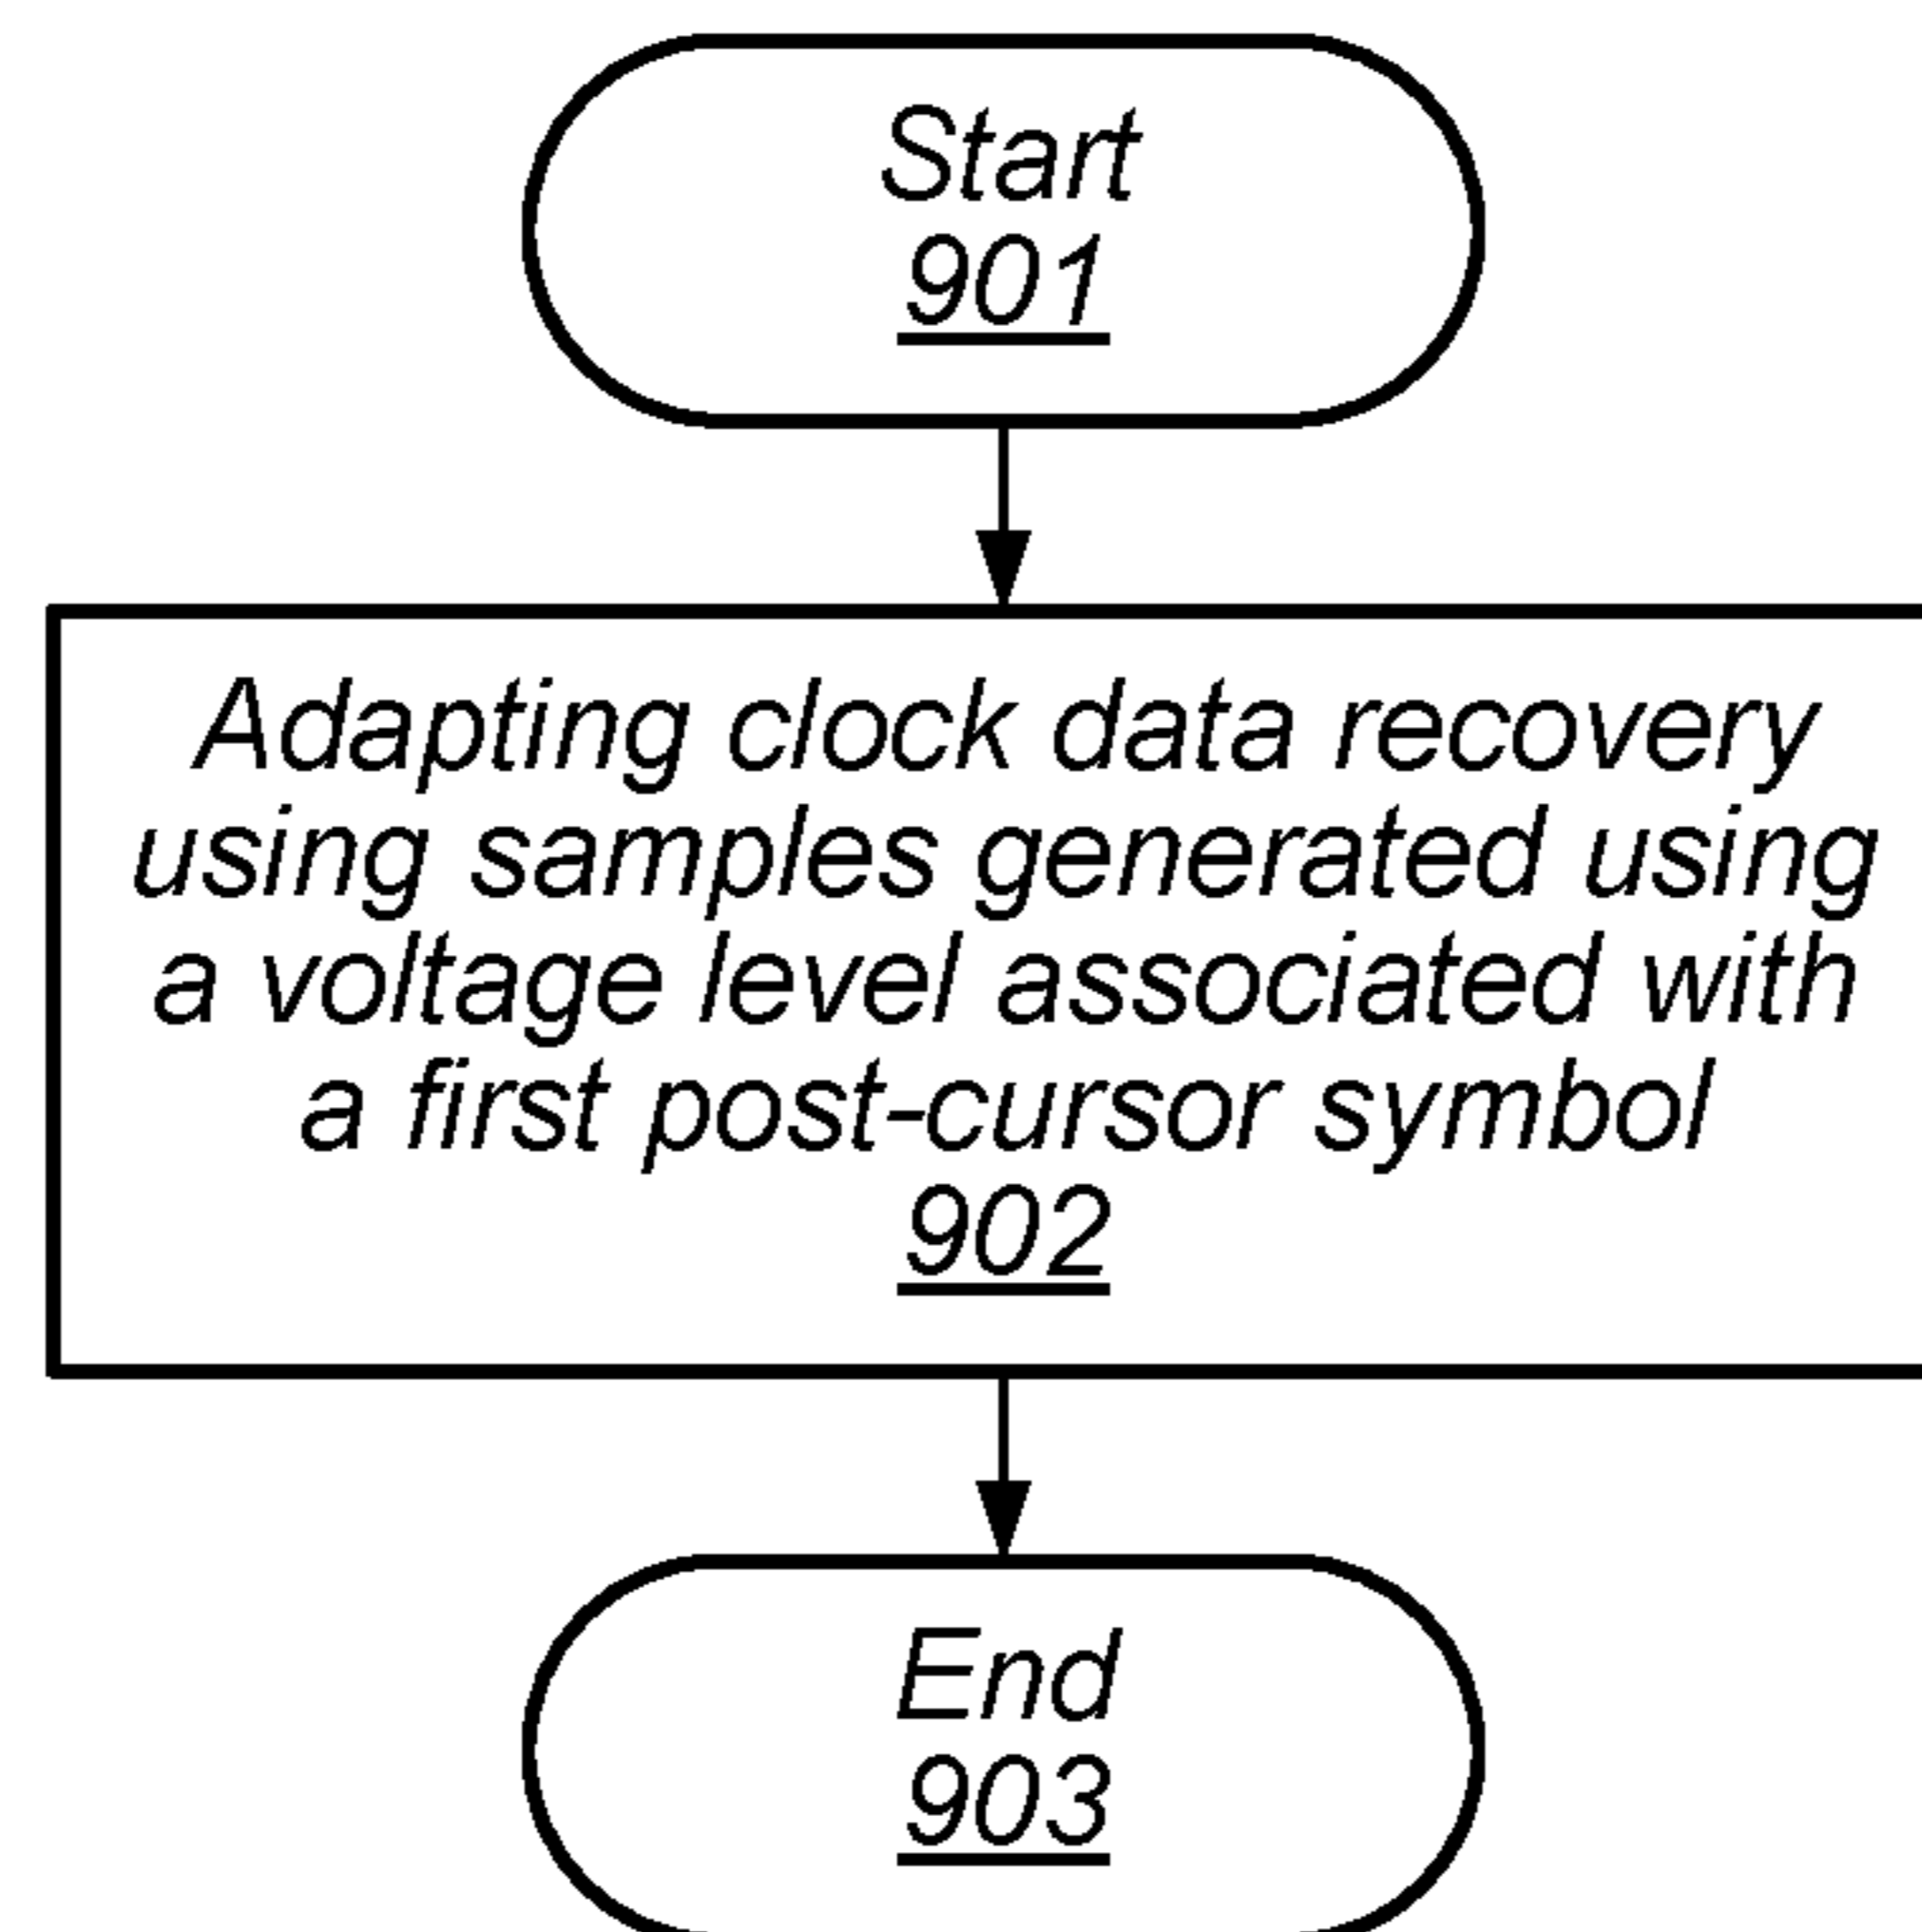 Start
901
Adapting clock data recovery
using samples generated using
a voltage level associated with
a first post-cursor symbol
902
End
903